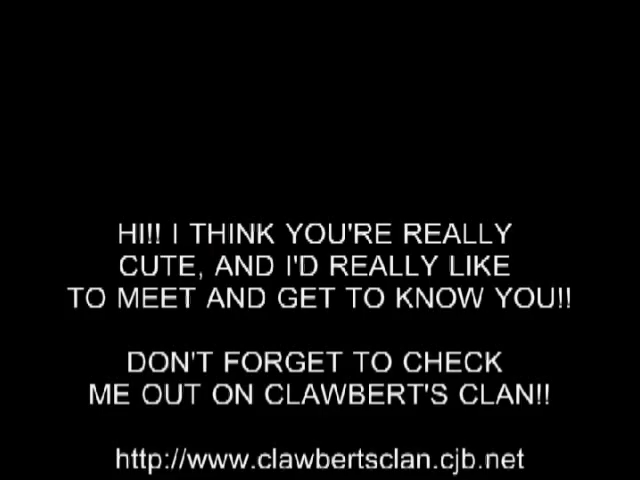 HI!! I THINK YOU'RE REALLY
CUTE, AND I'D REALLY LIKE
TO MEET AND GET TO KNOW YOU!!
DON'T FORGET TO CHECK
ME OUT ON CLAWBERT'S CLAN!!
http://www.clawbertsclan.cjb.net